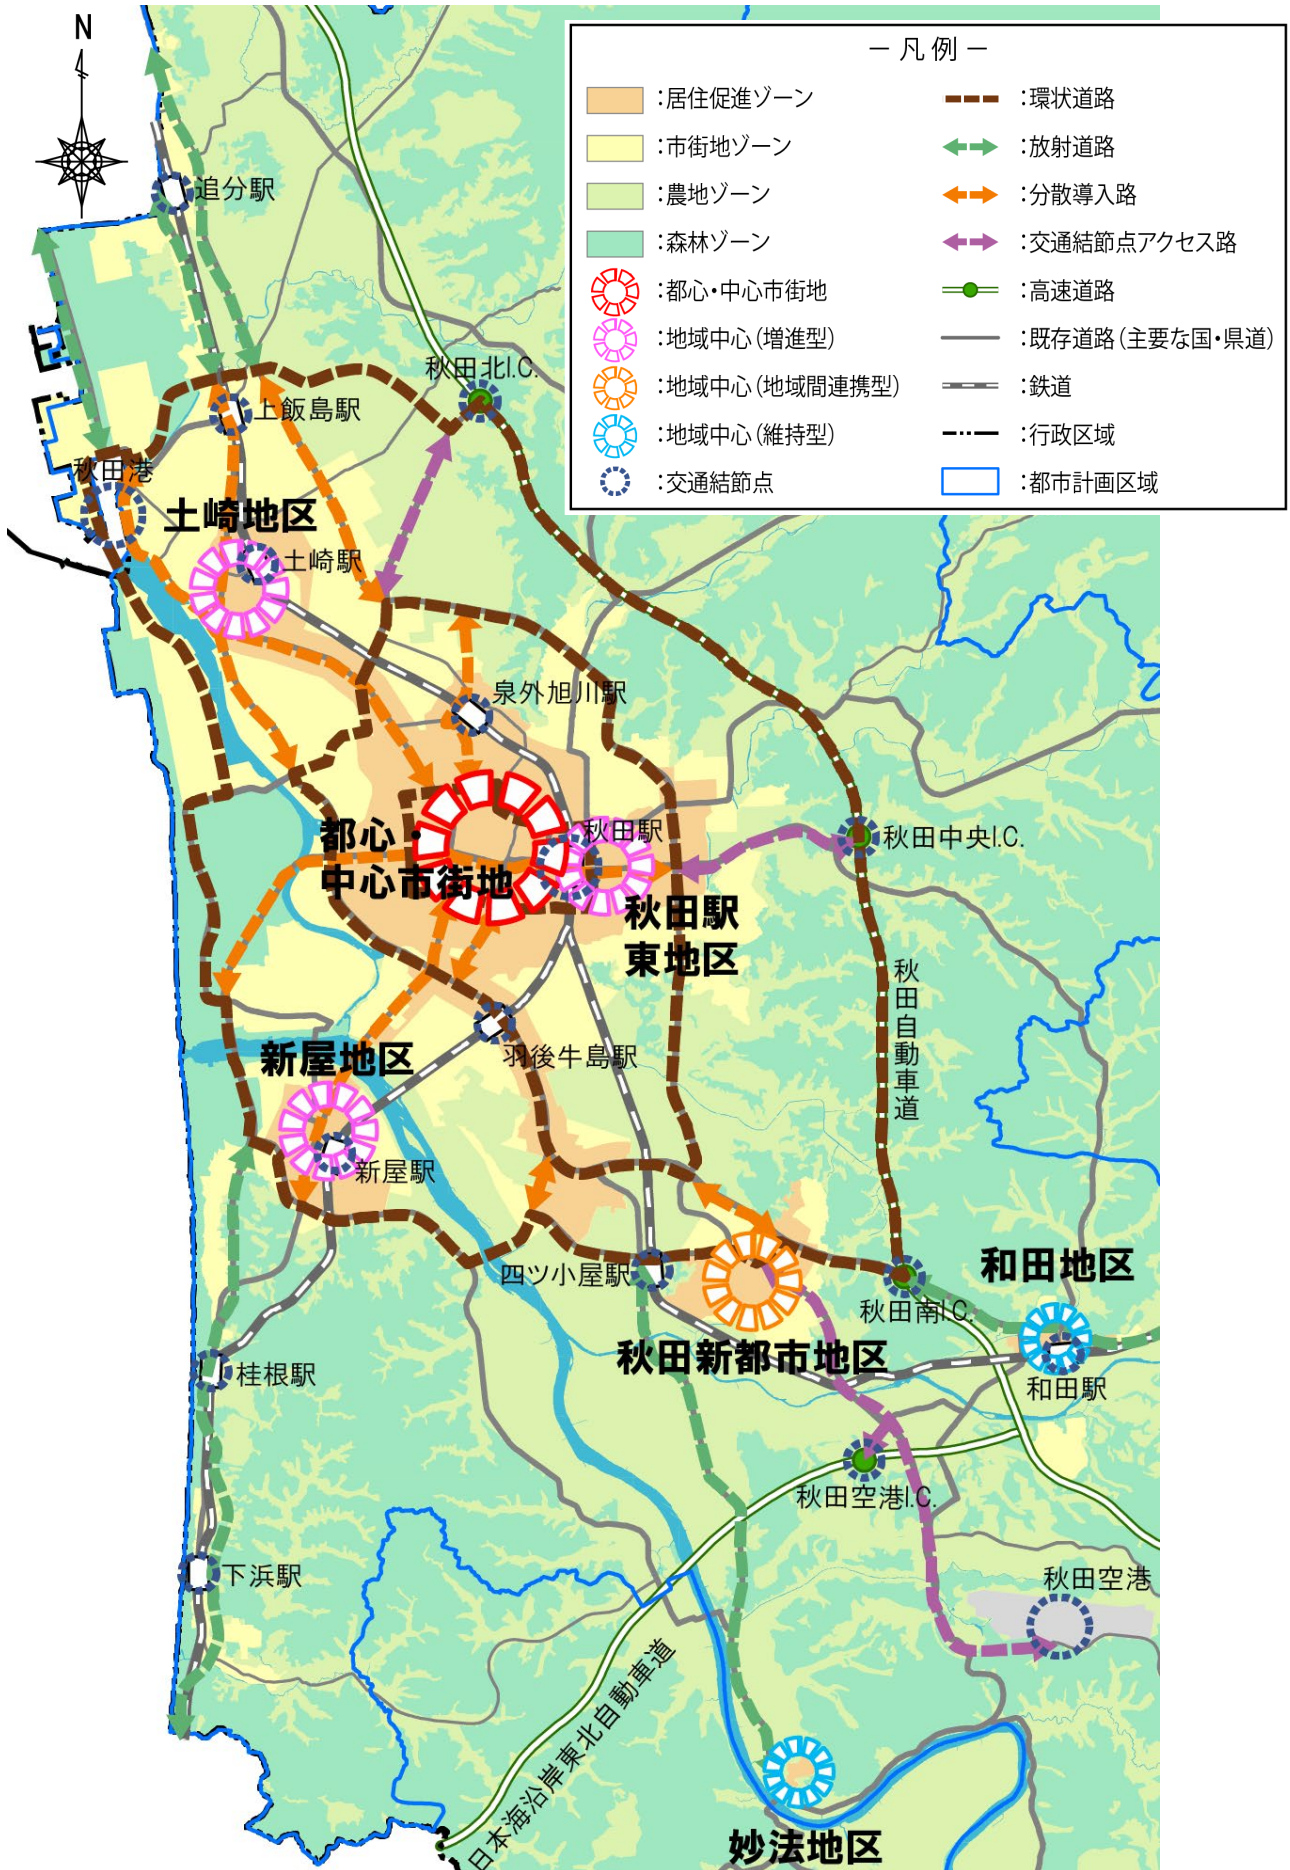 N
－凡例－
：居住促進ゾーン
：市街地ゾーン
：農地ゾーン
：森林ゾーン
：都心・中心市街地
：地域中心（増進型）
：地域中心（地域間連携型）
：地域中心（維持型）
：交通結節点
：環状道路
：放射道路
：分散導入路
：交通結節点アクセス路
：高速道路
：既存道路（主要な国・県道）
：鉄道
：行政区域
：都市計画区域
追分駅
秋田北I.C.
上飯島駅
秋田港
土崎地区
土崎駅
泉外旭川駅
都心・
中心市街地
秋田駅
秋田中央I.C.
秋田駅
東地区
秋田自動車道
新屋地区
羽後牛島駅
新屋駅
四ツ小屋駅
和田地区
秋田南I.C.
秋田新都市地区
和田駅
桂根駅
秋田空港I.C.
下浜駅
秋田空港
日本海沿岸東北自動車道
妙法地区